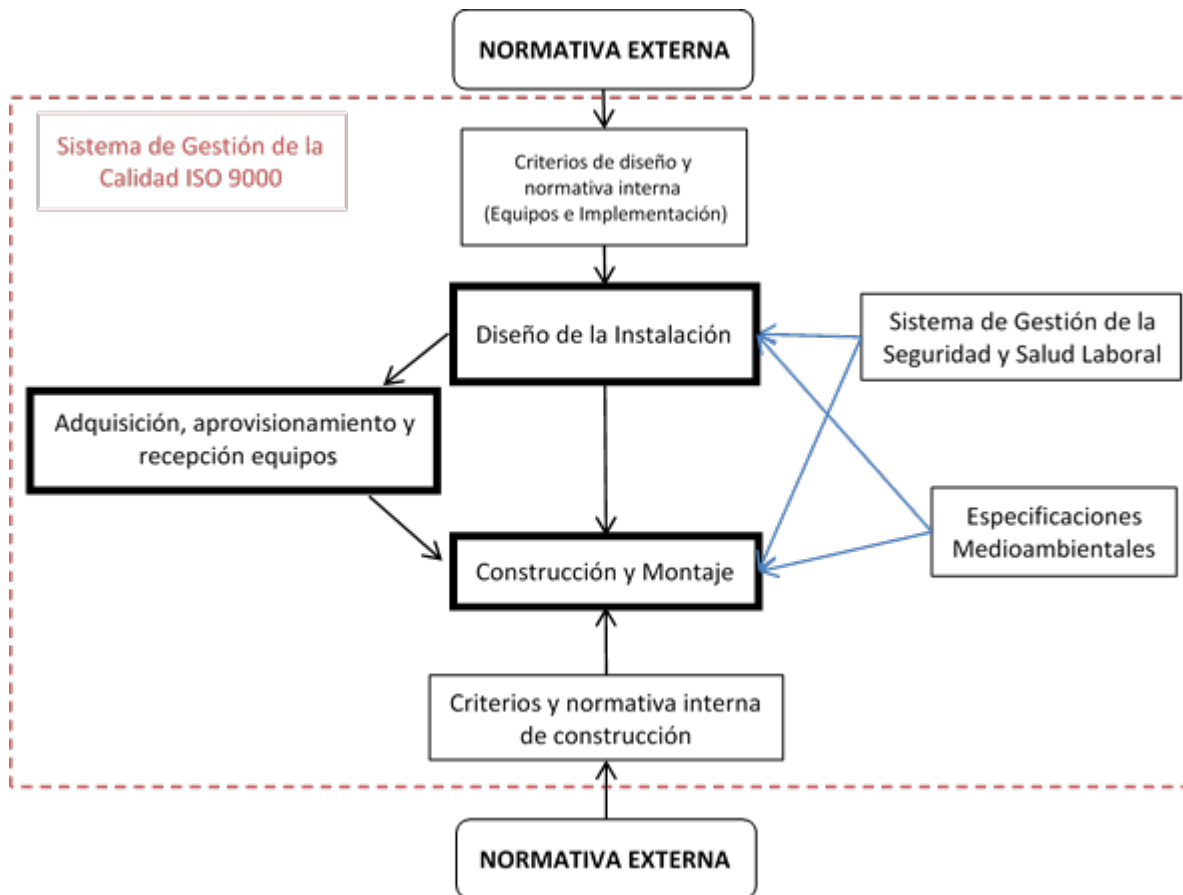 NORMATIVA EXTERNA
Sistema de Gestión de la
Calidad ISO 9000
Criterios de diseño y
normativa interna
(Equipos e Implementación)
Diseño de la Instalación
Sistema de Gestión de la
Seguridad y Salud Laboral
Adquisición, aprovisionamiento y
recepción equipos
Especificaciones
Medioambientales
Construcción y Montaje
Criterios y normativa interna
de construcción
NORMATIVA EXTERNA